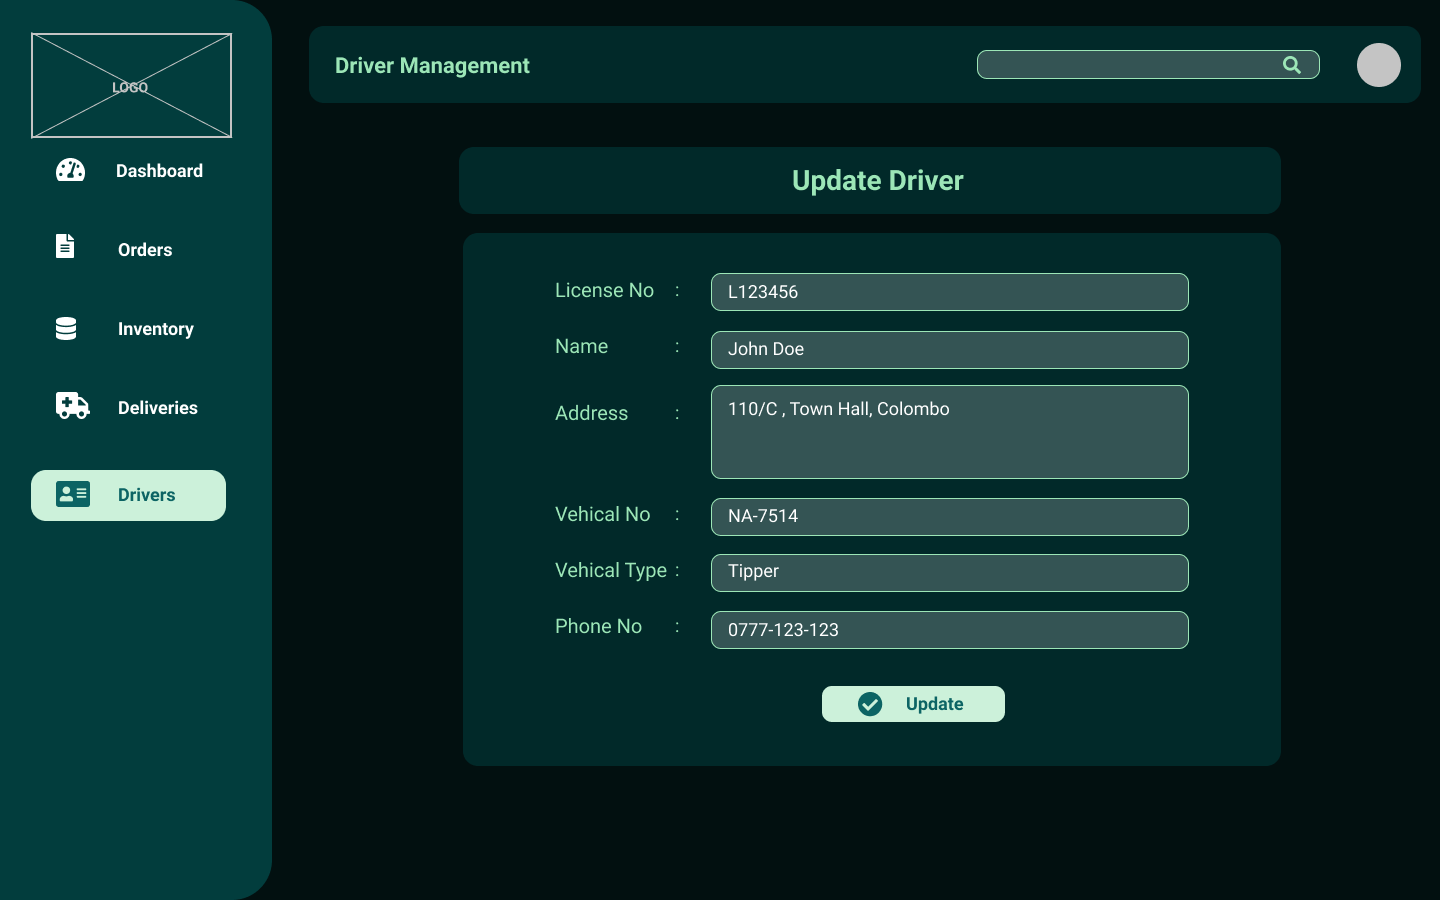 LOGO
Dashboard
Orders
Inventory
Deliveries
Drivers
Driver Management
Update Driver
License No : L123456
Name : John Doe
Address : 110/C , Town Hall, Colombo
Vehical No : NA-7514
Vehical Type : Tipper
Phone No : 0777-123-123
Update